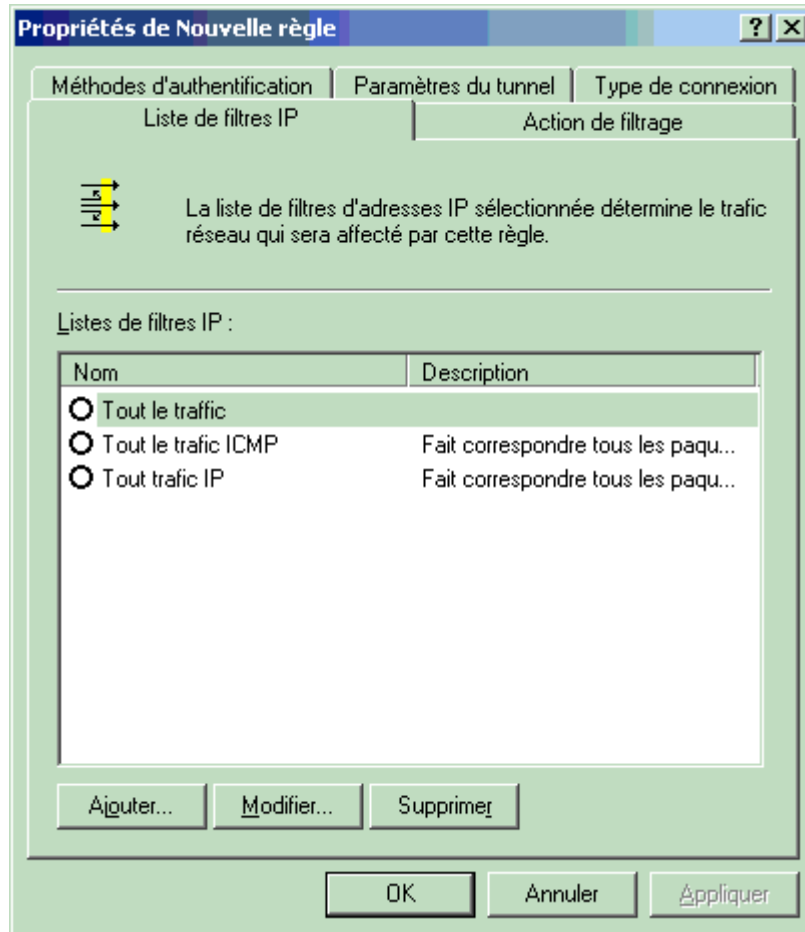 Propriétés de Nouvelle règle
Méthodes d'authentification Paramètres du tunnel Type de connexion
Liste de filtres IP Action de filtrage
La liste de filtres d'adresses IP sélectionnée détermine le trafic
réseau qui sera affecté par cette règle.
Listes de filtres IP :
Nom Description
Tout le traffic
Tout le trafic ICMP Fait correspondre tous les paqu...
Tout trafic IP Fait correspondre tous les paqu...
Ajouter... Modifier... Supprimer
OK Annuler Appliquer